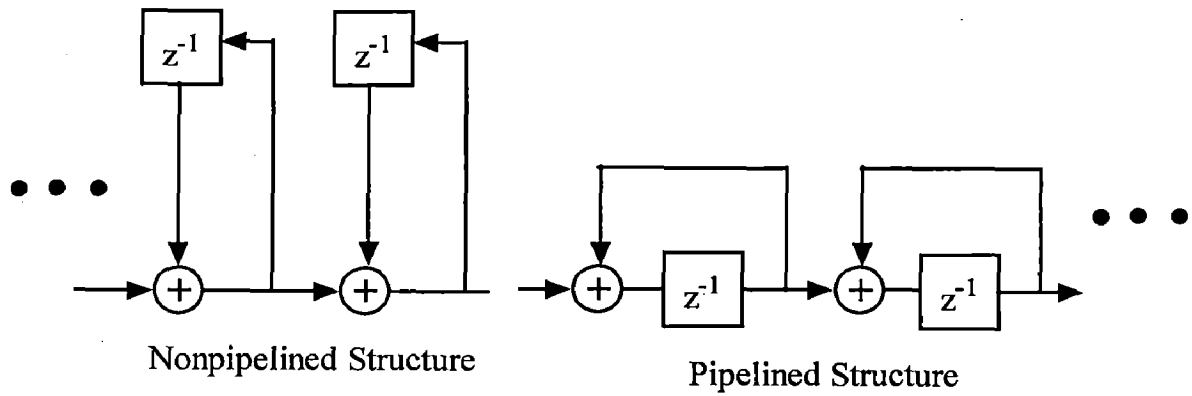 z⁻¹ z⁻¹
+ + + z⁻¹ + z⁻¹
Nonpipelined Structure
Pipelined Structure